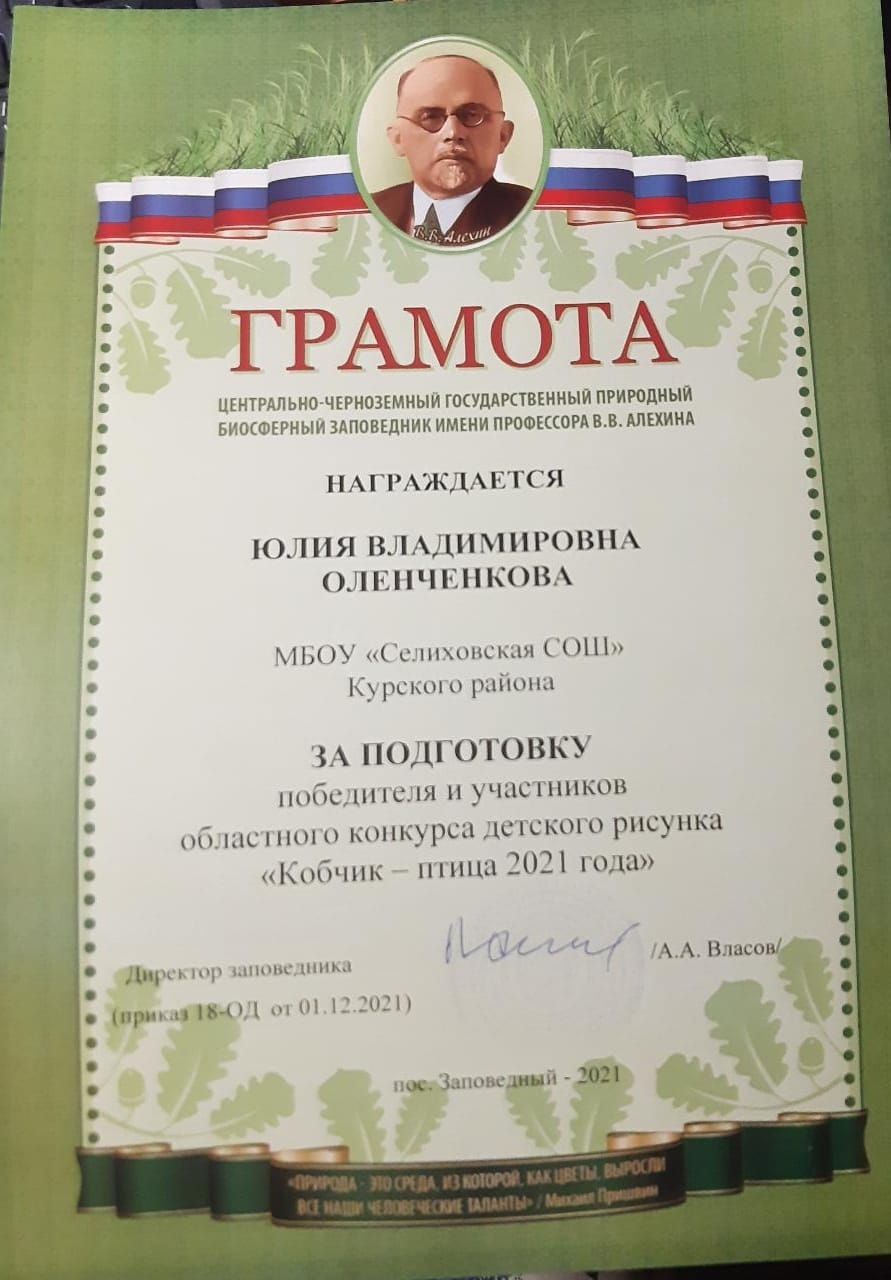 В.В. Алехин
ГРАМОТА
ЦЕНТРАЛЬНО-ЧЕРНОЗЕМНЫЙ ГОСУДАРСТВЕННЫЙ ПРИРОДНЫЙ
БИОСФЕРНЫЙ ЗАПОВЕДНИК ИМЕНИ ПРОФЕССОРА В.В. АЛЕХИНА
НАГРАЖДАЕТСЯ
ЮЛИЯ ВЛАДИМИРОВНА
ОЛЕНЧЕНКОВА
МБОУ «Селиховская СОШ»
Курского района
ЗА ПОДГОТОВКУ
победителя и участников
областного конкурса детского рисунка
«Кобчик – птица 2021 года»
Директор заповедника /А.А. Власов/
(приказ 18-ОД от 01.12.2021)
пос. Заповедный - 2021
«ПРИРОДА - ЭТО СРЕДА, ИЗ КОТОРОЙ, КАК ЦВЕТЫ, ВЫРОСЛИ
ВСЕ НАШИ ЧЕЛОВЕЧЕСКИЕ ТАЛАНТЫ» / Михаил Пришвин